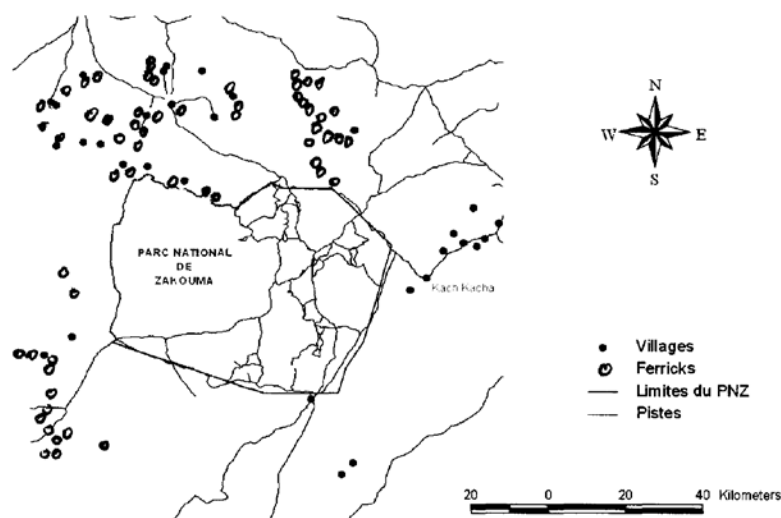 N
W E
S
PARC NATIONAL
DE
ZAKOUMA
Kach Kacha
Villages
Ferricks
Limites du PNZ
Pistes
20 0 20 40 Kilometers